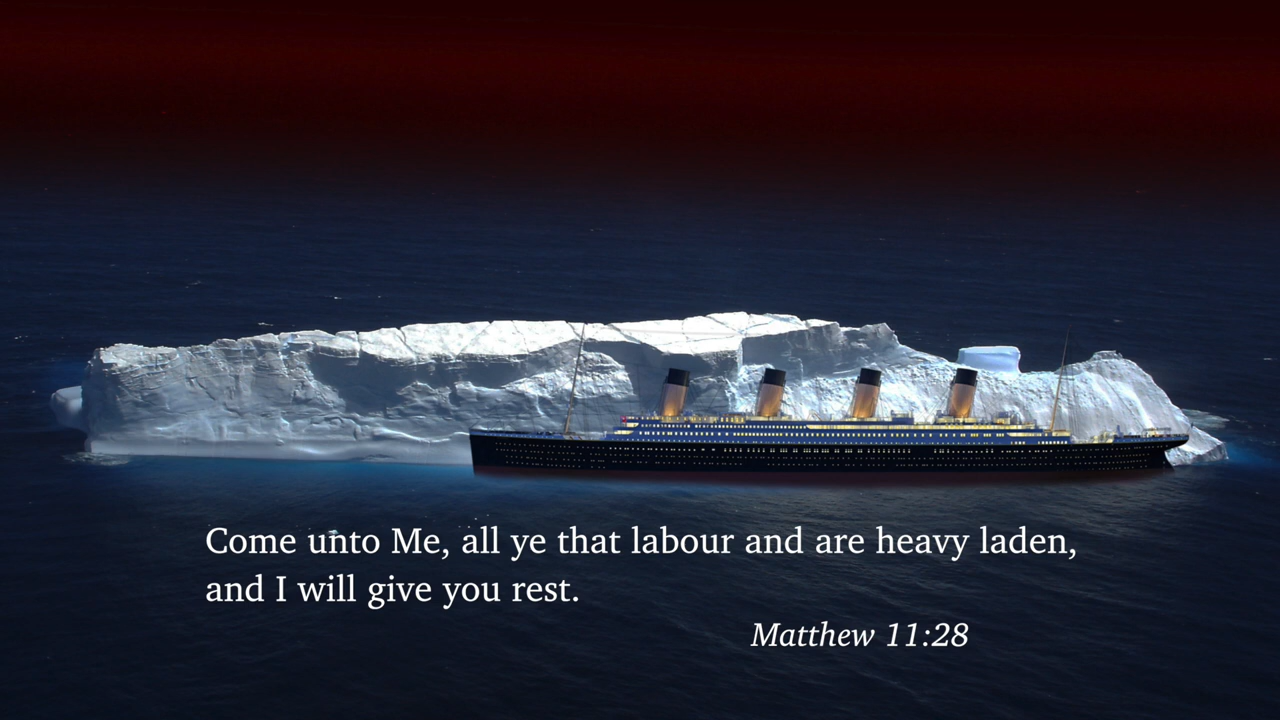 Come unto Me, all ye that labour and are heavy laden,
and I will give you rest.
Matthew 11:28